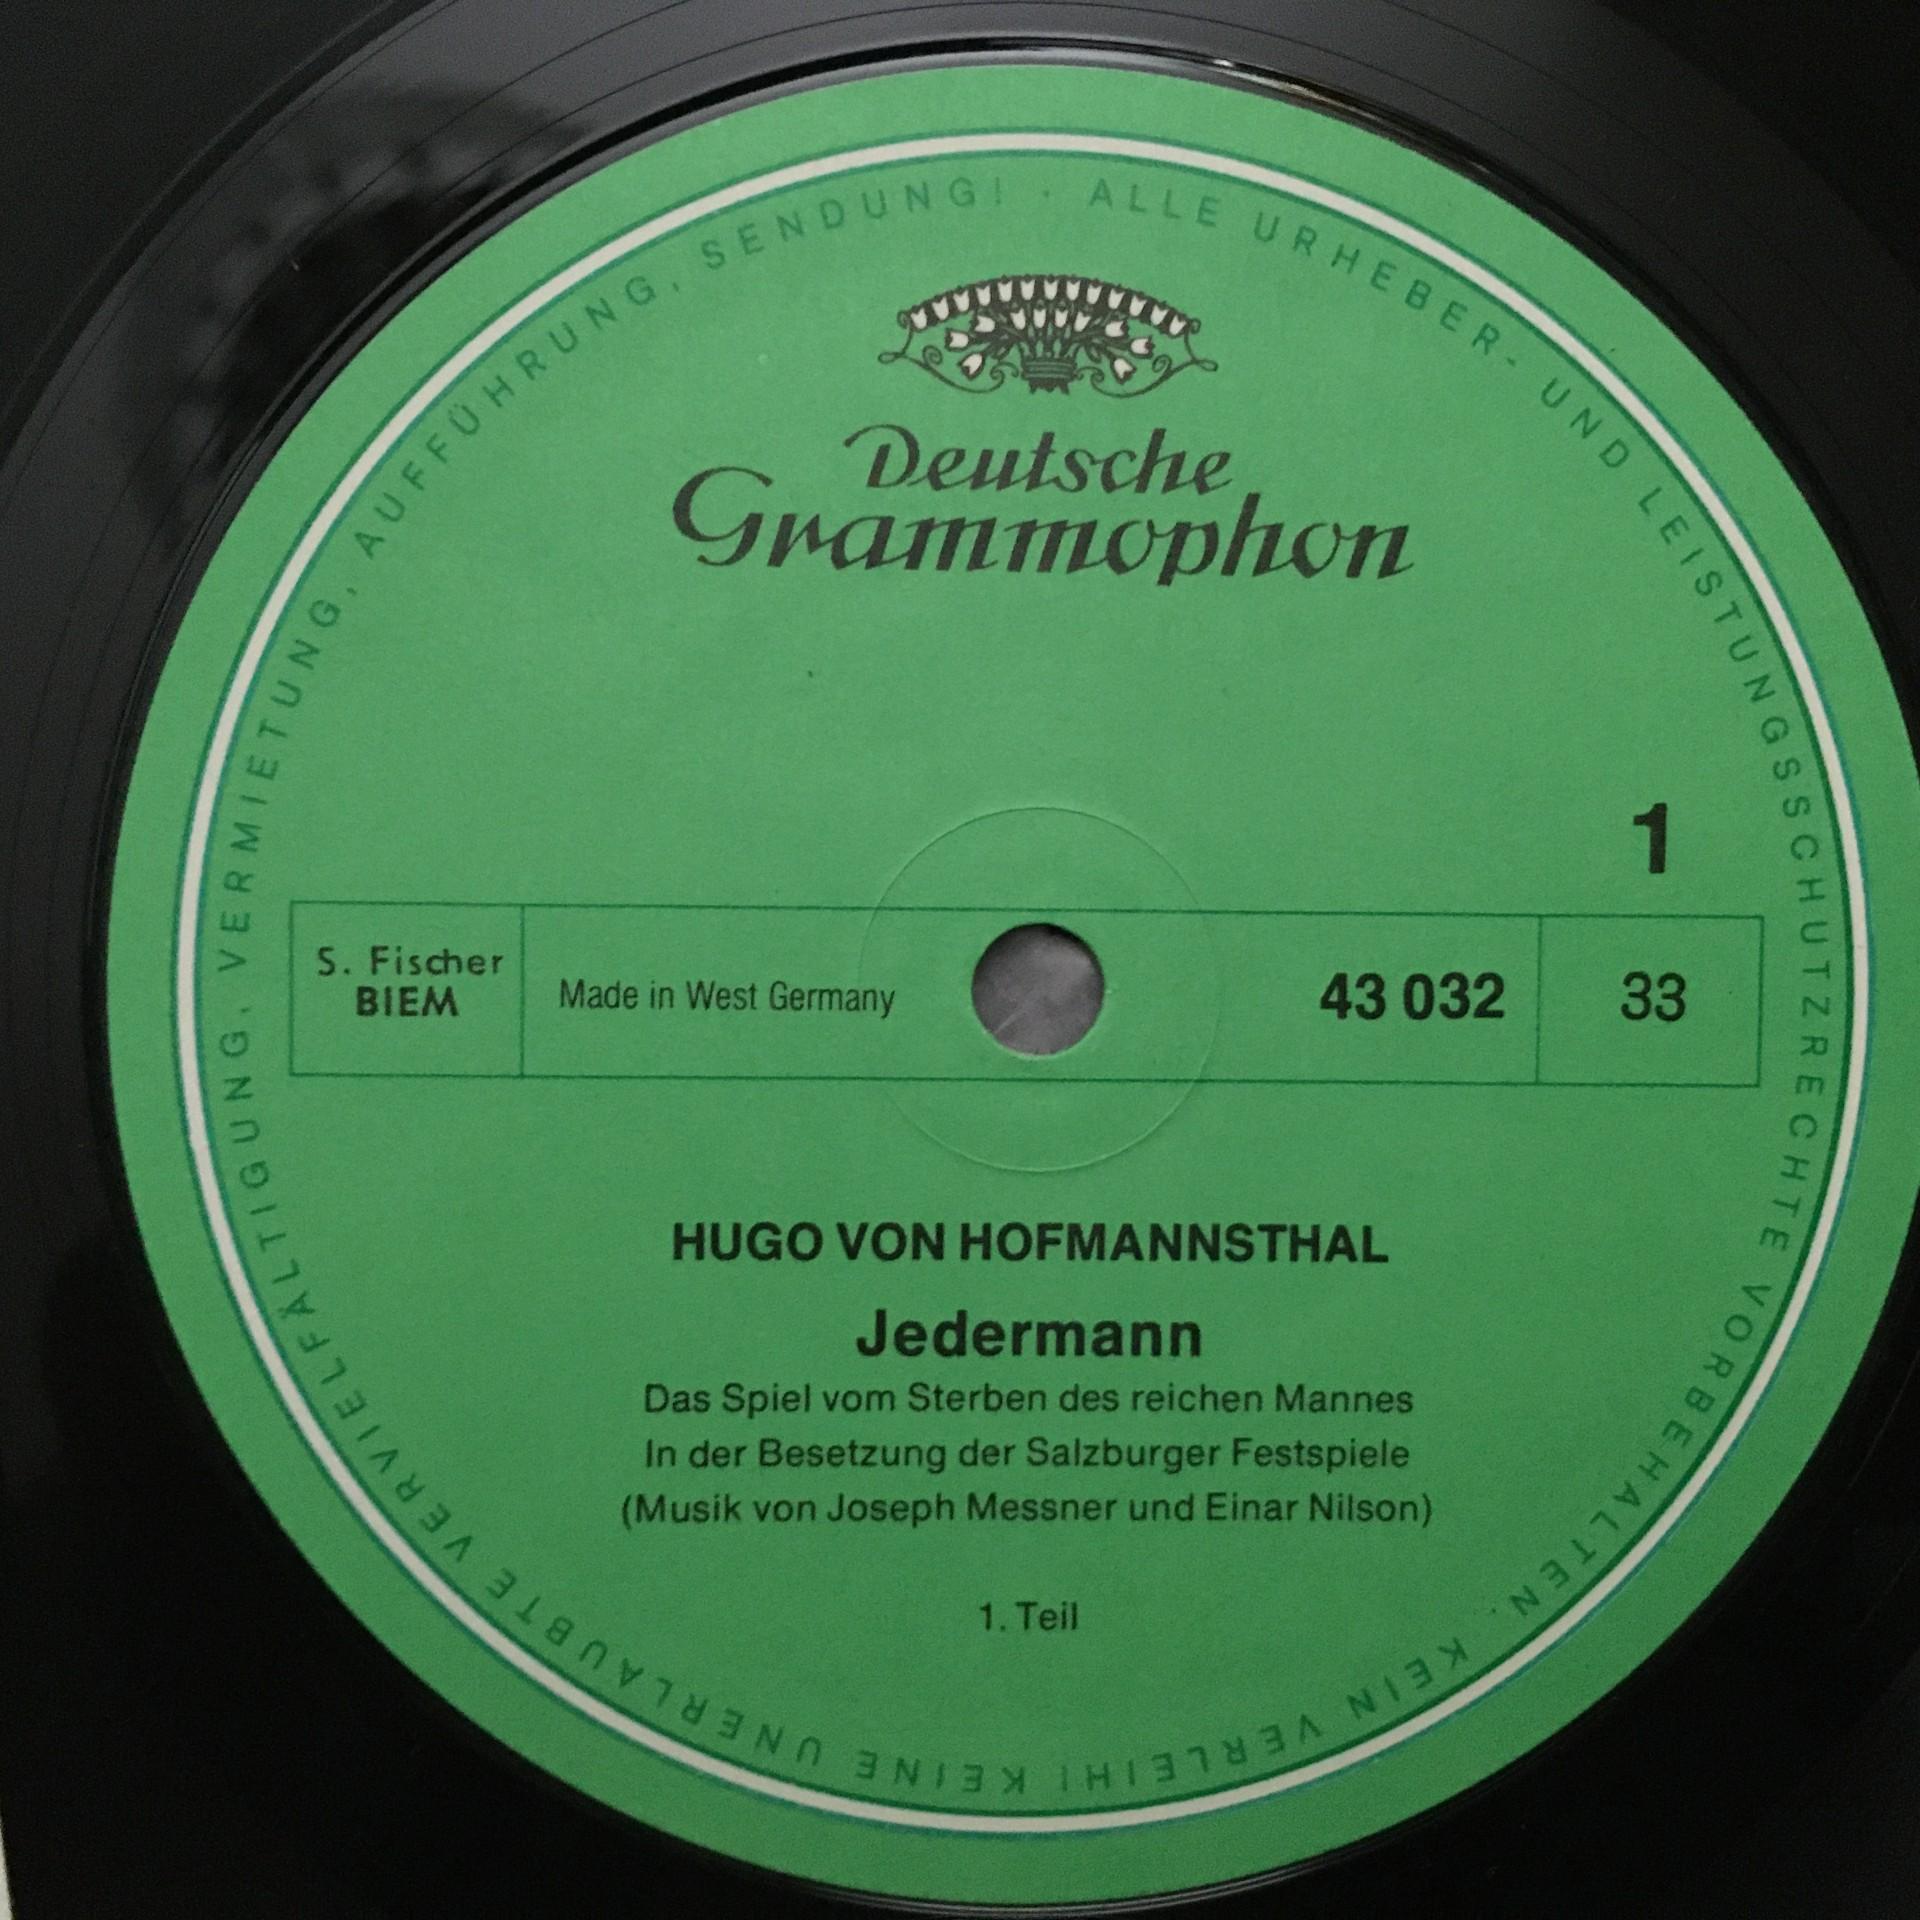 Deutsche
Grammophon
1
S. Fischer
BIEM
Made in West Germany
43 032
33
HUGO VON HOFMANNSTHAL
Jedermann
Das Spiel vom Sterben des reichen Mannes
In der Besetzung der Salzburger Festspiele
(Musik von Joseph Messner und Einar Nilson)
1. Teil
ALLE URHEBER- UND LEISTUNGSSCHUTZRECHTE VORBEHALTEN. KEIN VERLEIH! KEINE UNERLAUBTE VERVIELFÄLTIGUNG, VERMIETUNG, AUFFÜHRUNG, SENDUNG! ·